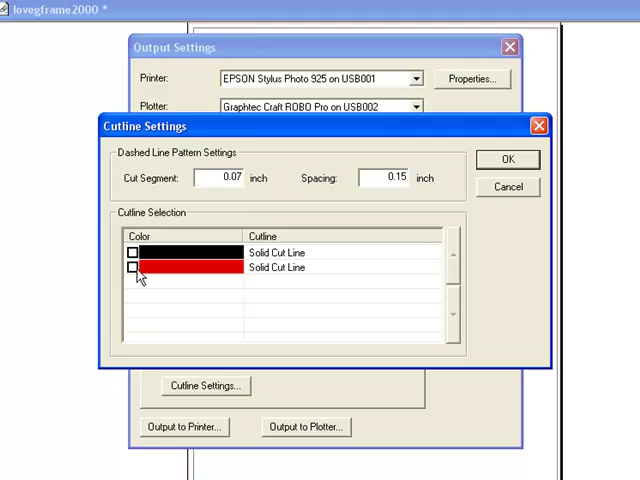 lovegframe2000 *
Output Settings
Printer: EPSON Stylus Photo 925 on USB001 Properties...
Plotter: Graphtec Craft ROBO Pro on USB002
Cutline Settings
Dashed Line Pattern Settings
OK
Cut Segment: 0.07 inch Spacing: 0.15 inch
Cancel
Cutline Selection
Color Cutline
Solid Cut Line
Solid Cut Line
Cutline Settings...
Output to Printer... Output to Plotter...